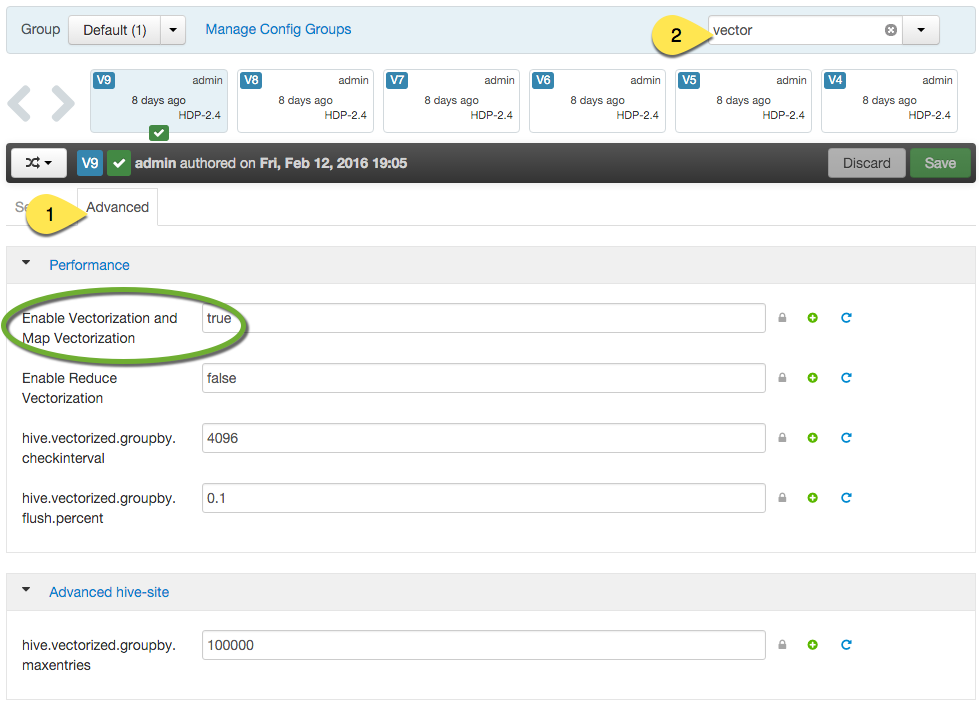 Group Default (1) Manage Config Groups 2 vector
V9 admin
8 days ago
HDP-2.4
V8 admin
8 days ago
HDP-2.4
V7 admin
8 days ago
HDP-2.4
V6 admin
8 days ago
HDP-2.4
V5 admin
8 days ago
HDP-2.4
V4 admin
8 days ago
HDP-2.4
V9 admin authored on Fri, Feb 12, 2016 19:05 Discard Save
1 Advanced
Performance
Enable Vectorization and true
Map Vectorization
Enable Reduce false
Vectorization
hive.vectorized.groupby. 4096
checkinterval
hive.vectorized.groupby. 0.1
flush.percent
Advanced hive-site
hive.vectorized.groupby. 100000
maxentries